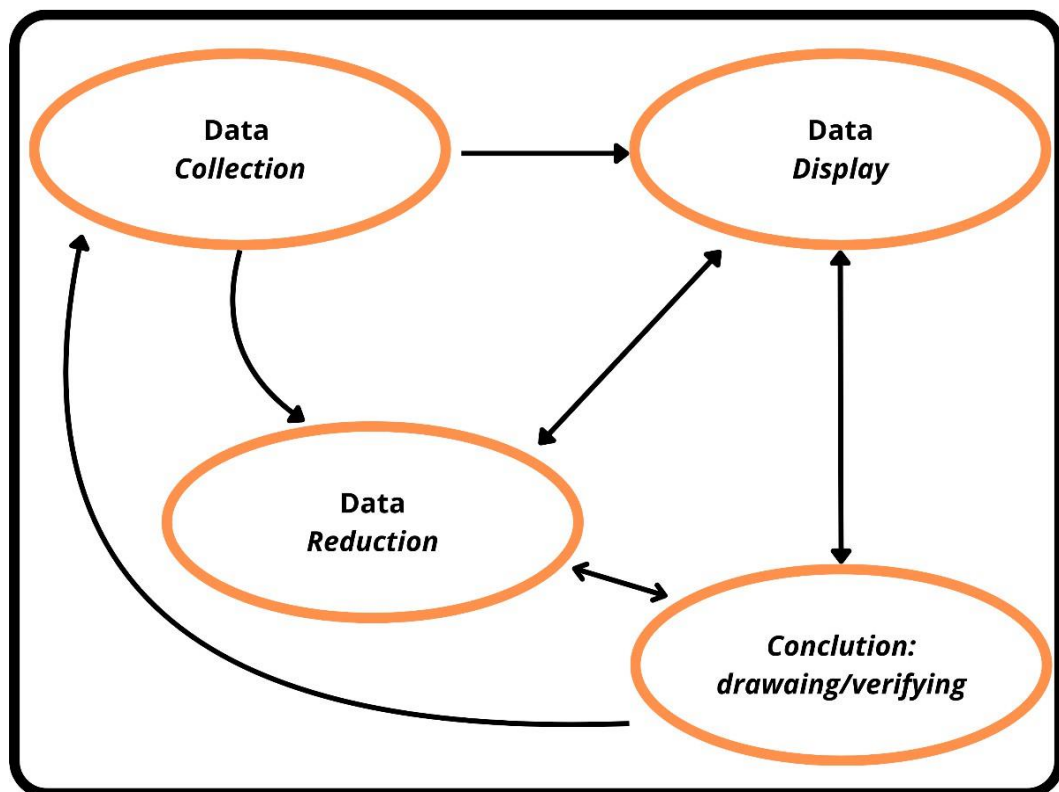 Data
Collection
Data
Display
Data
Reduction
Conclution:
drawaing/verifying